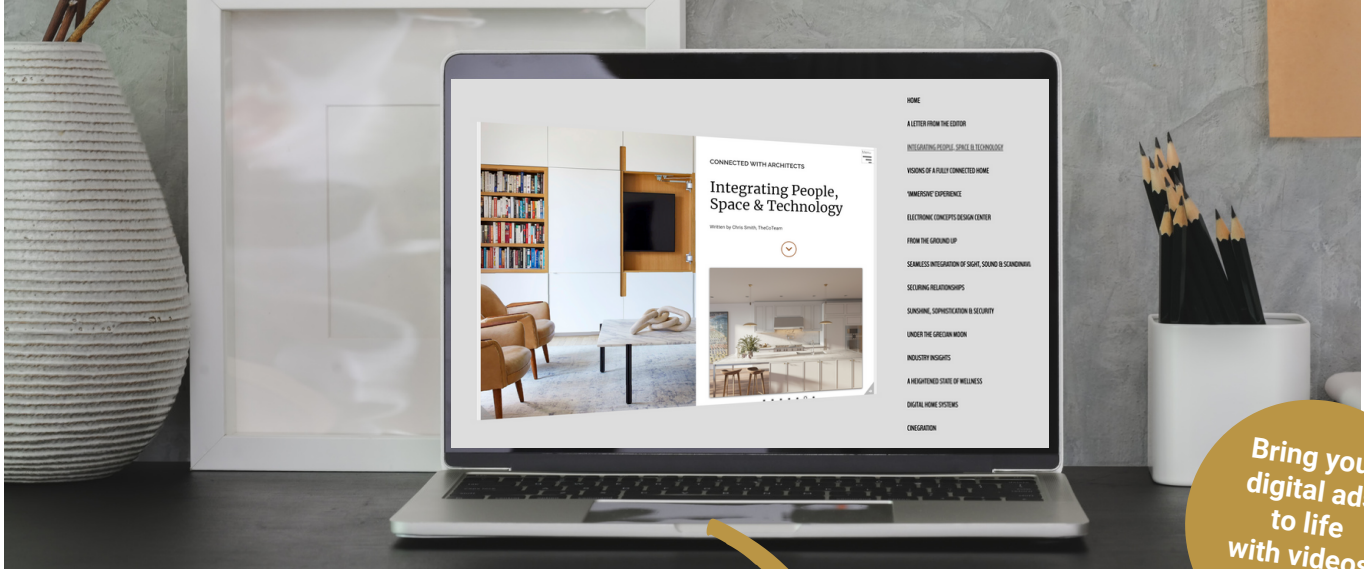 CONNECTED WITH ARCHITECTS
Integrating People,
Space & Technology
Written by Chris Smith, TheCoTeam
Menu
HOME
A LETTER FROM THE EDITOR
INTEGRATING PEOPLE, SPACE & TECHNOLOGY
VISIONS OF A FULLY CONNECTED HOME
'IMMERSIVE' EXPERIENCE
ELECTRONIC CONCEPTS DESIGN CENTER
FROM THE GROUND UP
SEAMLESS INTEGRATION OF SIGHT, SOUND & SCANDINAVI
SECURING RELATIONSHIPS
SUNSHINE, SOPHISTICATION & SECURITY
UNDER THE GRECIAN MOON
INDUSTRY INSIGHTS
A HEIGHTENED STATE OF WELLNESS
DIGITAL HOME SYSTEMS
CINEGRATION
Bring you
digital ad
to life
with videos